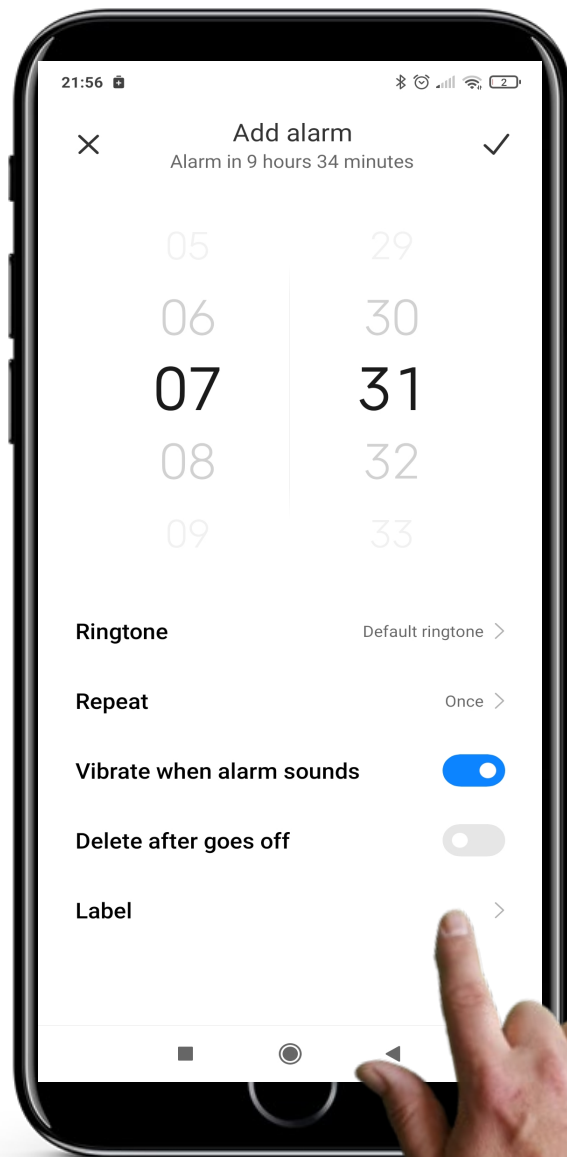 21:56 2
Add alarm
Alarm in 9 hours 34 minutes
05 29
06 30
07 31
08 32
09 33
Ringtone Default ringtone
Repeat Once
Vibrate when alarm sounds
Delete after goes off
Label